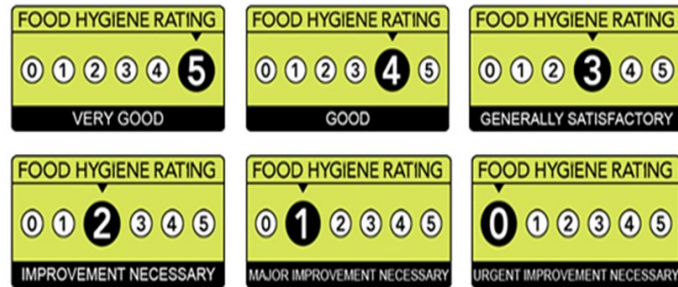 FOOD HYGIENE RATING
0 1 2 3 4 5
VERY GOOD
FOOD HYGIENE RATING
0 1 2 3 4 5
GOOD
FOOD HYGIENE RATING
0 1 2 3 4 5
GENERALLY SATISFACTORY
FOOD HYGIENE RATING
0 1 2 3 4 5
IMPROVEMENT NECESSARY
FOOD HYGIENE RATING
0 1 2 3 4 5
MAJOR IMPROVEMENT NECESSARY
FOOD HYGIENE RATING
0 1 2 3 4 5
URGENT IMPROVEMENT NECESSARY